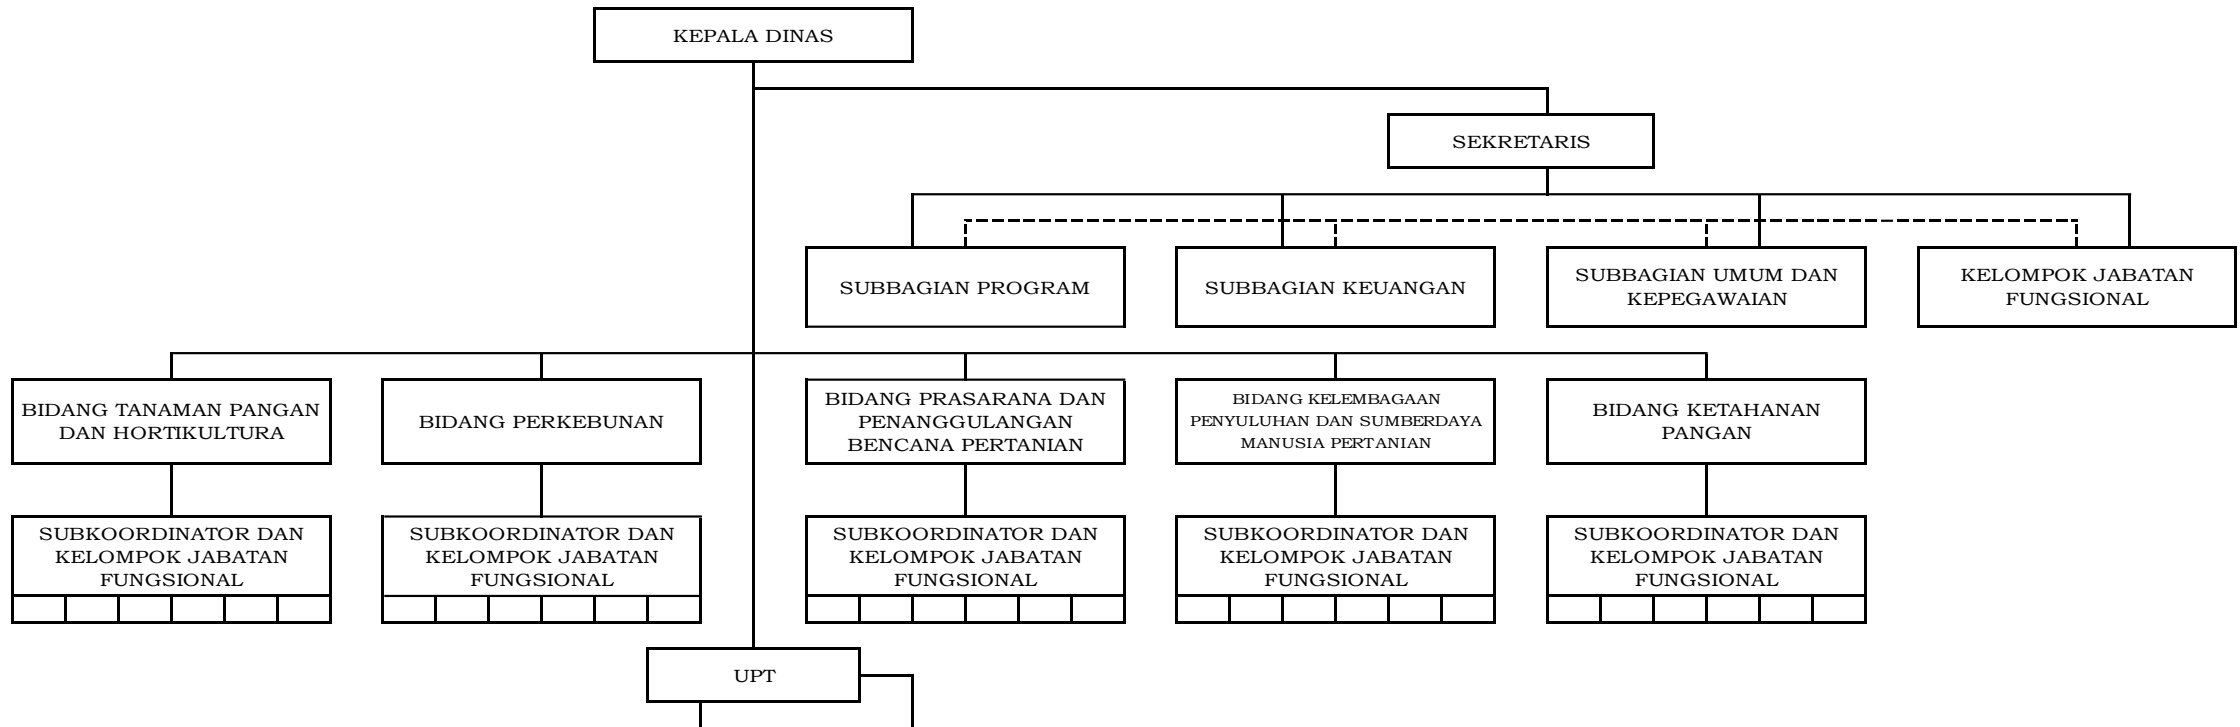 KEPALA DINAS
SEKRETARIS
SUBBAGIAN PROGRAM
SUBBAGIAN KEUANGAN
SUBBAGIAN UMUM DAN
KEPEGAWAIAN
KELOMPOK JABATAN
FUNGSIONAL
BIDANG TANAMAN PANGAN
DAN HORTIKULTURA
BIDANG PERKEBUNAN
BIDANG PRASARANA DAN
PENANGGULANGAN
BENCANA PERTANIAN
BIDANG KELEMBAGAAN
PENYULUHAN DAN SUMBERDAYA
MANUSIA PERTANIAN
BIDANG KETAHANAN
PANGAN
SUBKOORDINATOR DAN
KELOMPOK JABATAN
FUNGSIONAL
SUBKOORDINATOR DAN
KELOMPOK JABATAN
FUNGSIONAL
SUBKOORDINATOR DAN
KELOMPOK JABATAN
FUNGSIONAL
SUBKOORDINATOR DAN
KELOMPOK JABATAN
FUNGSIONAL
SUBKOORDINATOR DAN
KELOMPOK JABATAN
FUNGSIONAL
UPT